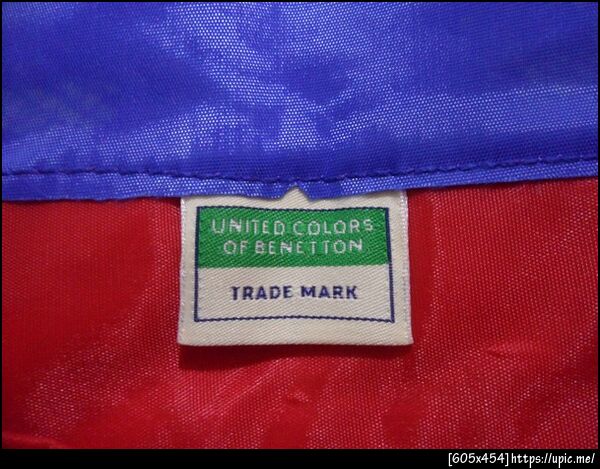 UNITED COLORS
OF BENETTON
TRADE MARK
[605x454]https://upic.me/